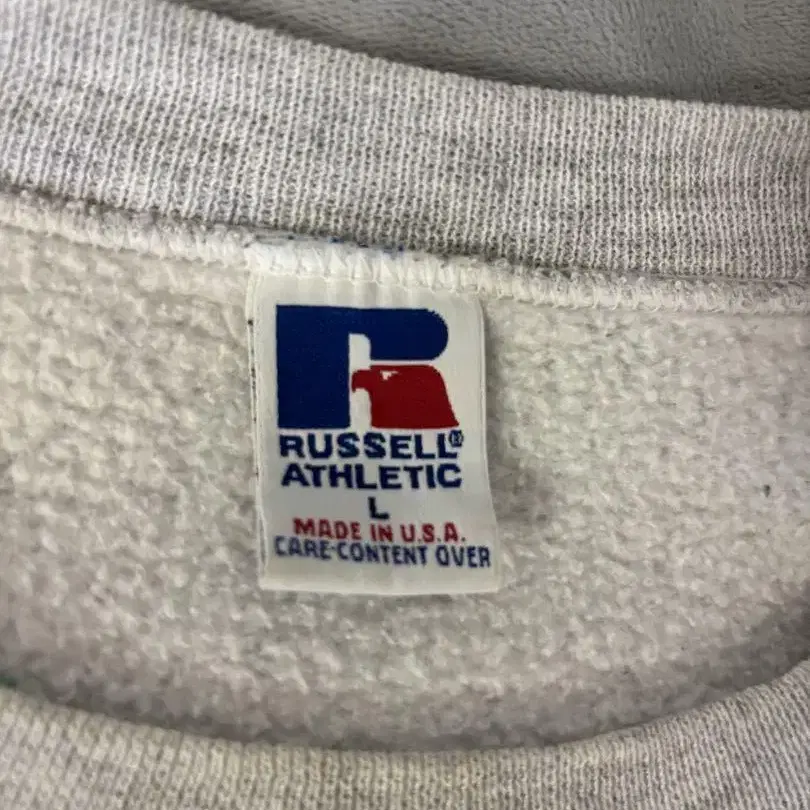 RUSSELL®
ATHLETIC
L
MADE IN U.S.A.
CARE-CONTENT OVER